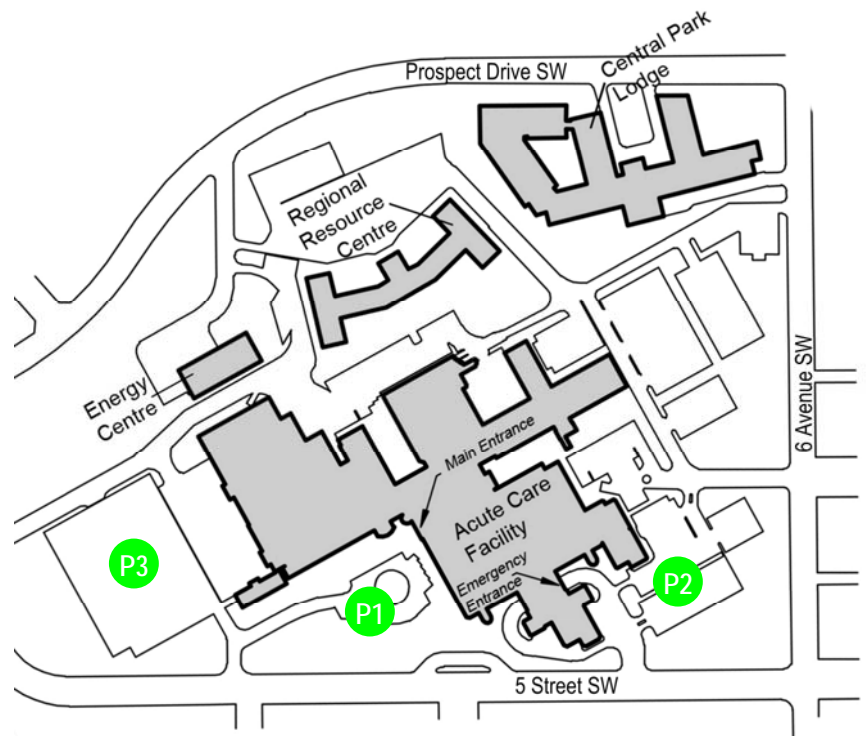 Prospect Drive SW
Central Park
Lodge
Regional
Resource
Centre
6 Avenue SW
Energy
Centre
Main Entrance
Acute Care
Facility
Emergency
Entrance
P3
P2
P1
5 Street SW